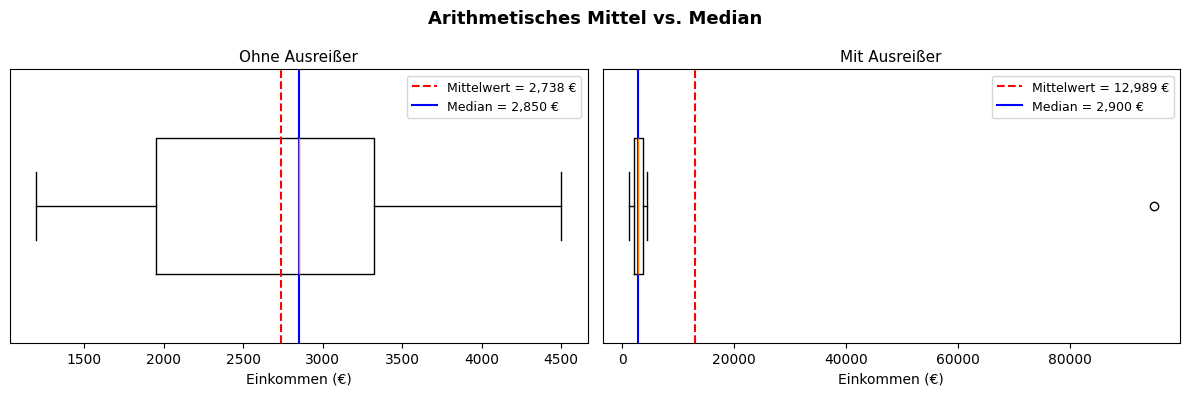 Arithmetisches Mittel vs. Median
Ohne Ausreißer
Mittelwert = 2,738 €
Median = 2,850 €
1500 2000 2500 3000 3500 4000 4500
Einkommen (€)
Mit Ausreißer
Mittelwert = 12,989 €
Median = 2,900 €
0 20000 40000 60000 80000
Einkommen (€)